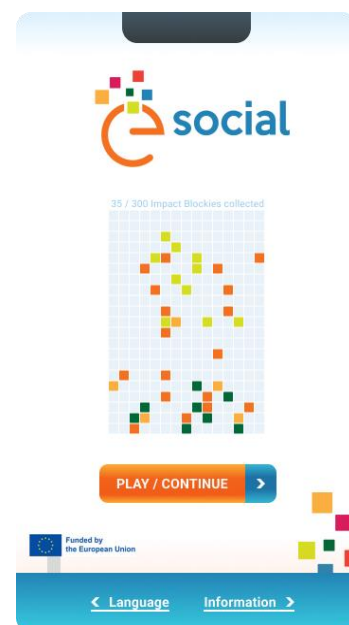 e social
35 / 300 Impact Blockies collected
PLAY / CONTINUE
Funded by
the European Union
Language
Information